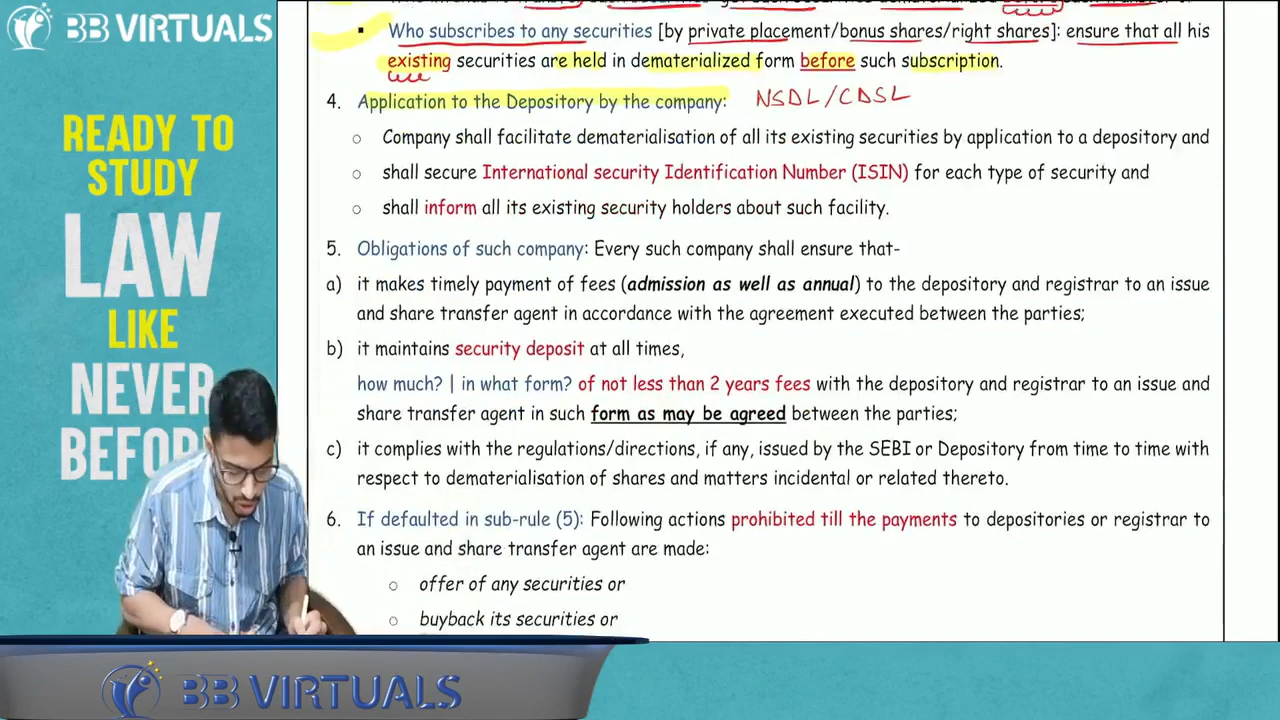 BB VIRTUALS
READY TO
STUDY
LAW
LIKE
NEVER
▪ Who subscribes to any securities [by private placement/bonus shares/right shares]: ensure that all his
existing securities are held in dematerialized form before such subscription.
4. Application to the Depository by the company: NSDL/CDSL
○ Company shall facilitate dematerialisation of all its existing securities by application to a depository and
○ shall secure International security Identification Number (ISIN) for each type of security and
○ shall inform all its existing security holders about such facility.
5. Obligations of such company: Every such company shall ensure that-
a) it makes timely payment of fees (admission as well as annual) to the depository and registrar to an issue
and share transfer agent in accordance with the agreement executed between the parties;
b) it maintains security deposit at all times,
how much? | in what form? of not less than 2 years fees with the depository and registrar to an issue and
share transfer agent in such form as may be agreed between the parties;
c) it complies with the regulations/directions, if any, issued by the SEBI or Depository from time to time with
respect to dematerialisation of shares and matters incidental or related thereto.
6. If defaulted in sub-rule (5): Following actions prohibited till the payments to depositories or registrar to
an issue and share transfer agent are made:
○ offer of any securities or
○ buyback its securities or
BB VIRTUALS